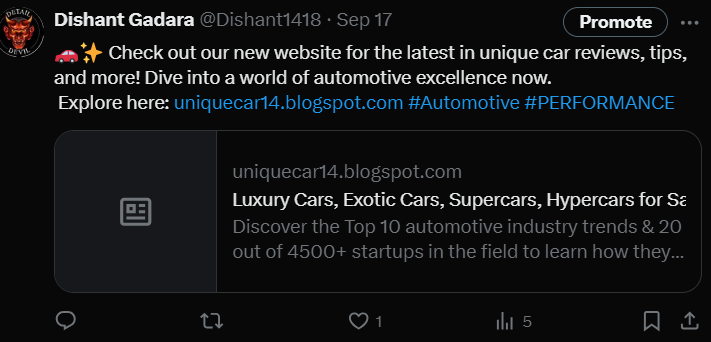 DETAIL
DEVIL
Dishant Gadara @Dishant1418 · Sep 17
Promote
🚗✨ Check out our new website for the latest in unique car reviews, tips,
and more! Dive into a world of automotive excellence now.
Explore here: uniquecar14.blogspot.com #Automotive #PERFORMANCE
uniquecar14.blogspot.com
Luxury Cars, Exotic Cars, Supercars, Hypercars for Sa
Discover the Top 10 automotive industry trends & 20
out of 4500+ startups in the field to learn how they...
1
5